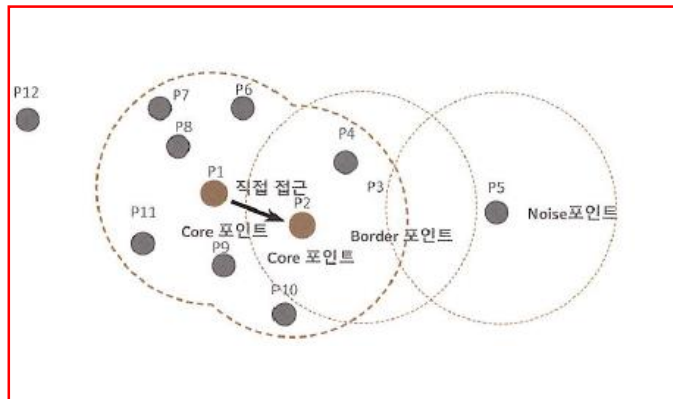 P12
P7
P6
P8
P4
P1
직접 접근
P3
P2
P5
P11
Core 포인트
Border 포인트
Noise포인트
P9
Core 포인트
P10